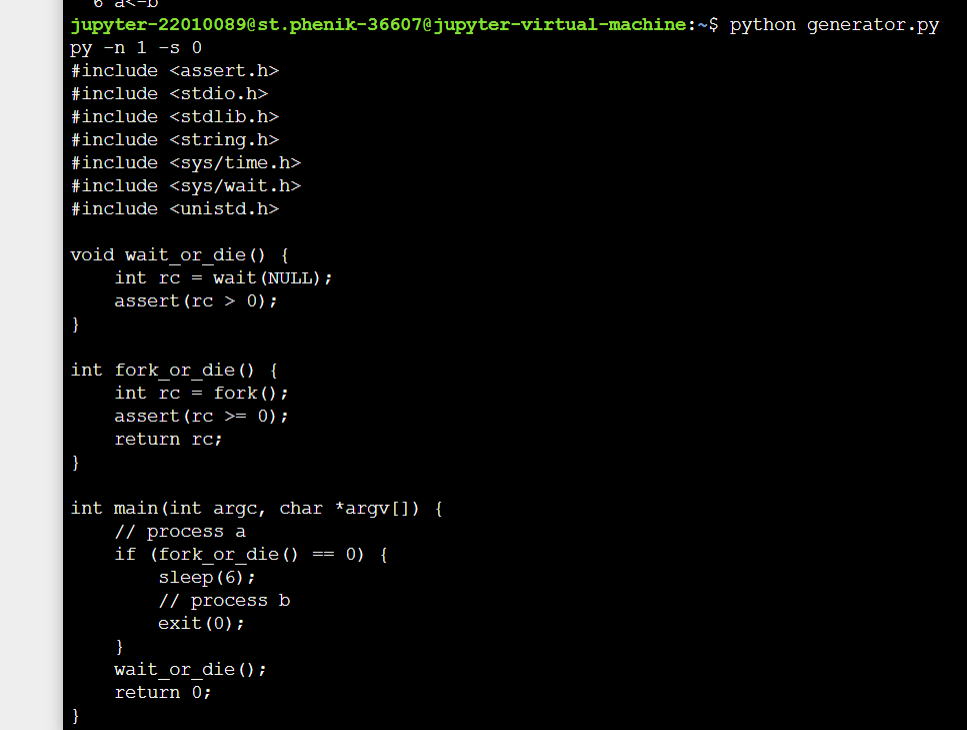 6 a<-b
jupyter-22010089@st.phenik-36607@jupyter-virtual-machine:~$ python generator.py
py -n 1 -s 0
#include <assert.h>
#include <stdio.h>
#include <stdlib.h>
#include <string.h>
#include <sys/time.h>
#include <sys/wait.h>
#include <unistd.h>

void wait_or_die() {
    int rc = wait(NULL);
    assert(rc > 0);
}

int fork_or_die() {
    int rc = fork();
    assert(rc >= 0);
    return rc;
}

int main(int argc, char *argv[]) {
    // process a
    if (fork_or_die() == 0) {
        sleep(6);
        // process b
        exit(0);
    }
    wait_or_die();
    return 0;
}